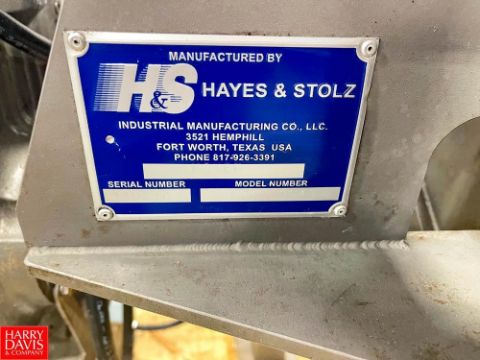 MANUFACTURED BY
H&S HAYES & STOLZ
INDUSTRIAL MANUFACTURING CO., LLC.
3521 HEMPHILL
FORT WORTH, TEXAS USA
PHONE 817-926-3391
SERIAL NUMBER MODEL NUMBER
HARRY
DAVIS
& COMPANY